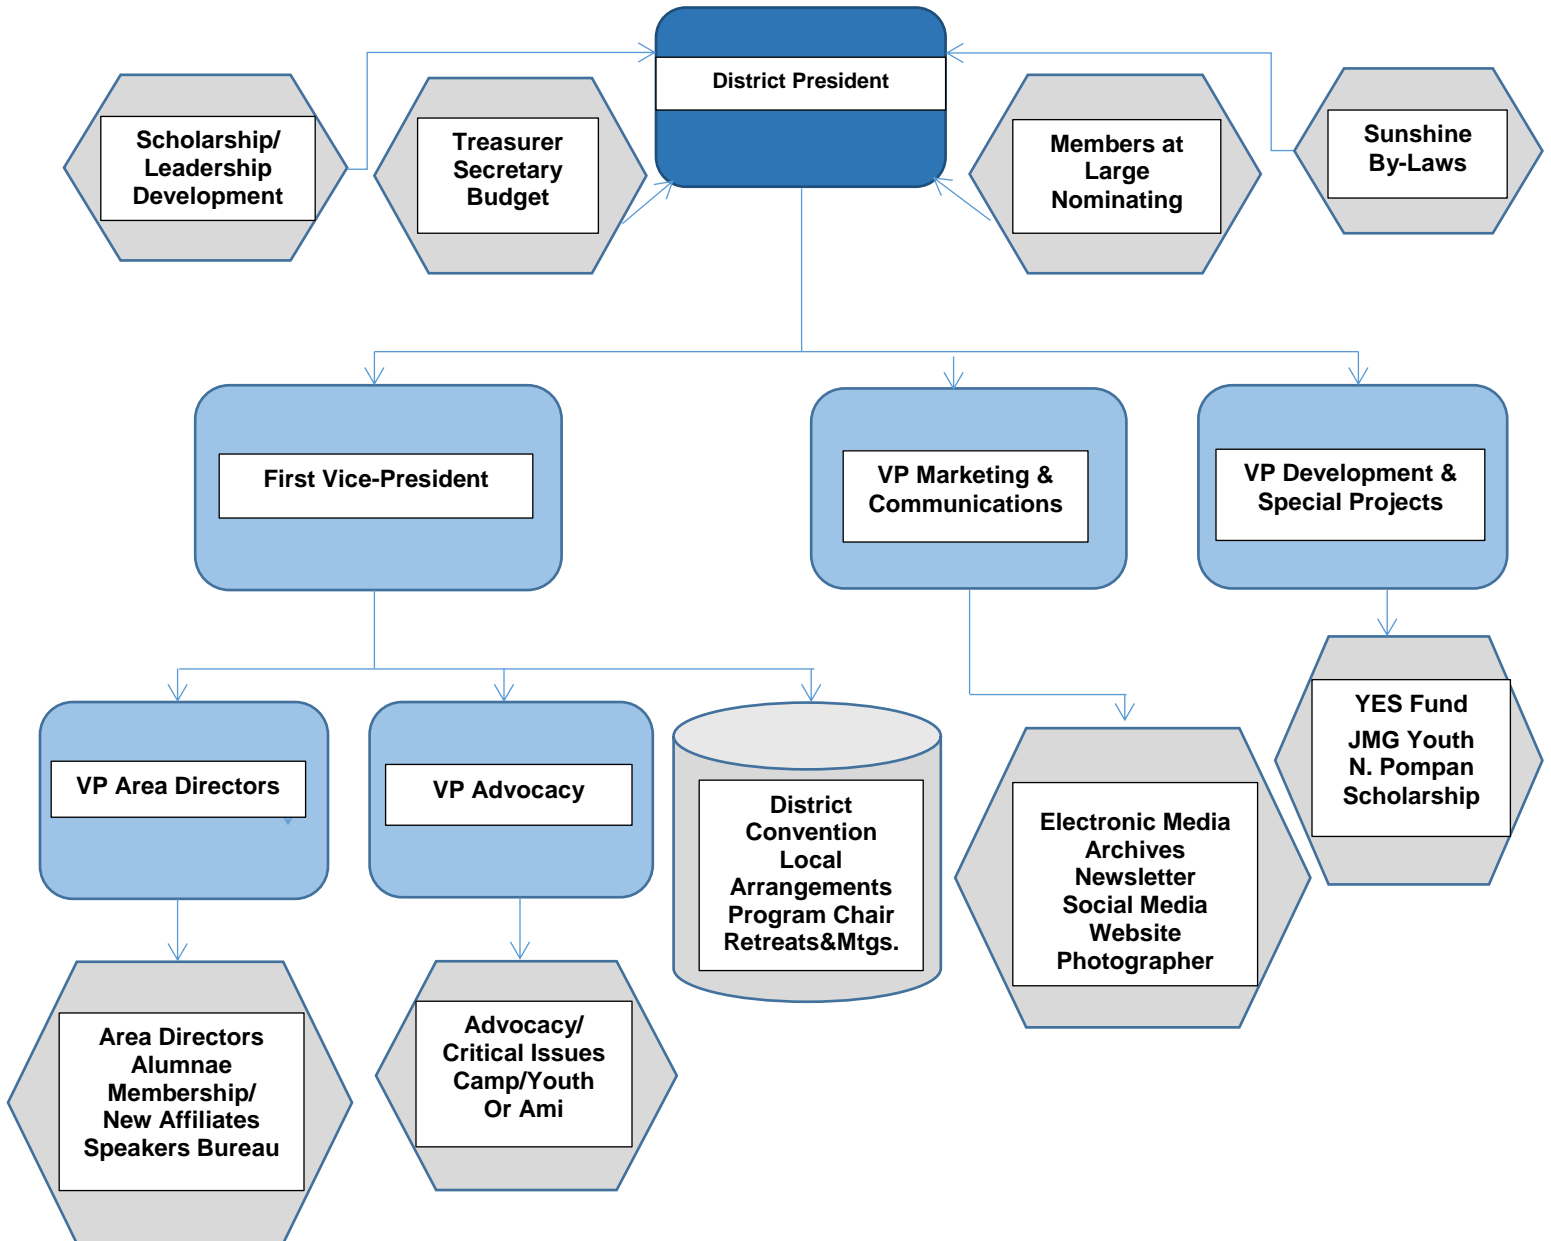 District President
Scholarship/
Leadership
Development
Treasurer
Secretary
Budget
Members at
Large
Nominating
Sunshine
By-Laws
First Vice-President
VP Marketing &
Communications
VP Development &
Special Projects
VP Area Directors
VP Advocacy
District
Convention
Local
Arrangements
Program Chair
Retreats&Mtgs.
Electronic Media
Archives
Newsletter
Social Media
Website
Photographer
YES Fund
JMG Youth
N. Pompan
Scholarship
Area Directors
Alumnae
Membership/
New Affiliates
Speakers Bureau
Advocacy/
Critical Issues
Camp/Youth
Or Ami